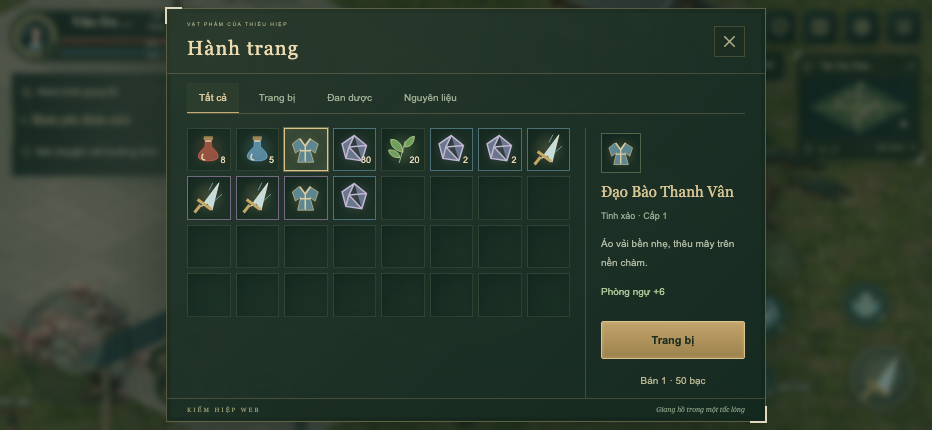 VẬT PHẨM CỦA THIẾU HIỆP
Hành trang
Tất cả
Trang bị
Đan dược
Nguyên liệu
8
5
30
20
2
2
Đạo Bào Thanh Vân
Tinh xảo · Cấp 1
Áo vải bền nhẹ, thêu mây trên
nền chàm.
Phòng ngự +6
Trang bị
Bán 1 · 50 bạc
KIẾM HIỆP WEB
Giang hồ trong một tấc lòng